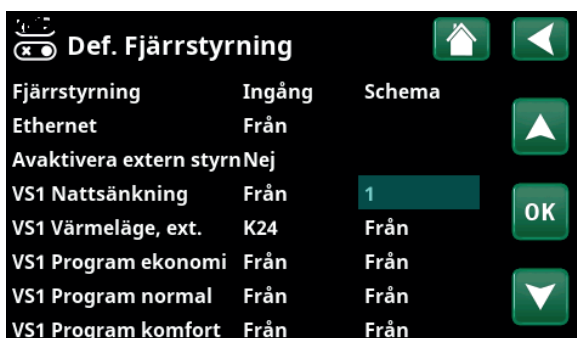 Def. Fjärrstyrning
Fjärrstyrning Ingång Schema
Ethernet Från
Avaktivera extern styrn Nej
VS1 Nattsänkning Från 1
OK
VS1 Värmeläge, ext. K24 Från
VS1 Program ekonomi Från Från
VS1 Program normal Från Från
VS1 Program komfort Från Från